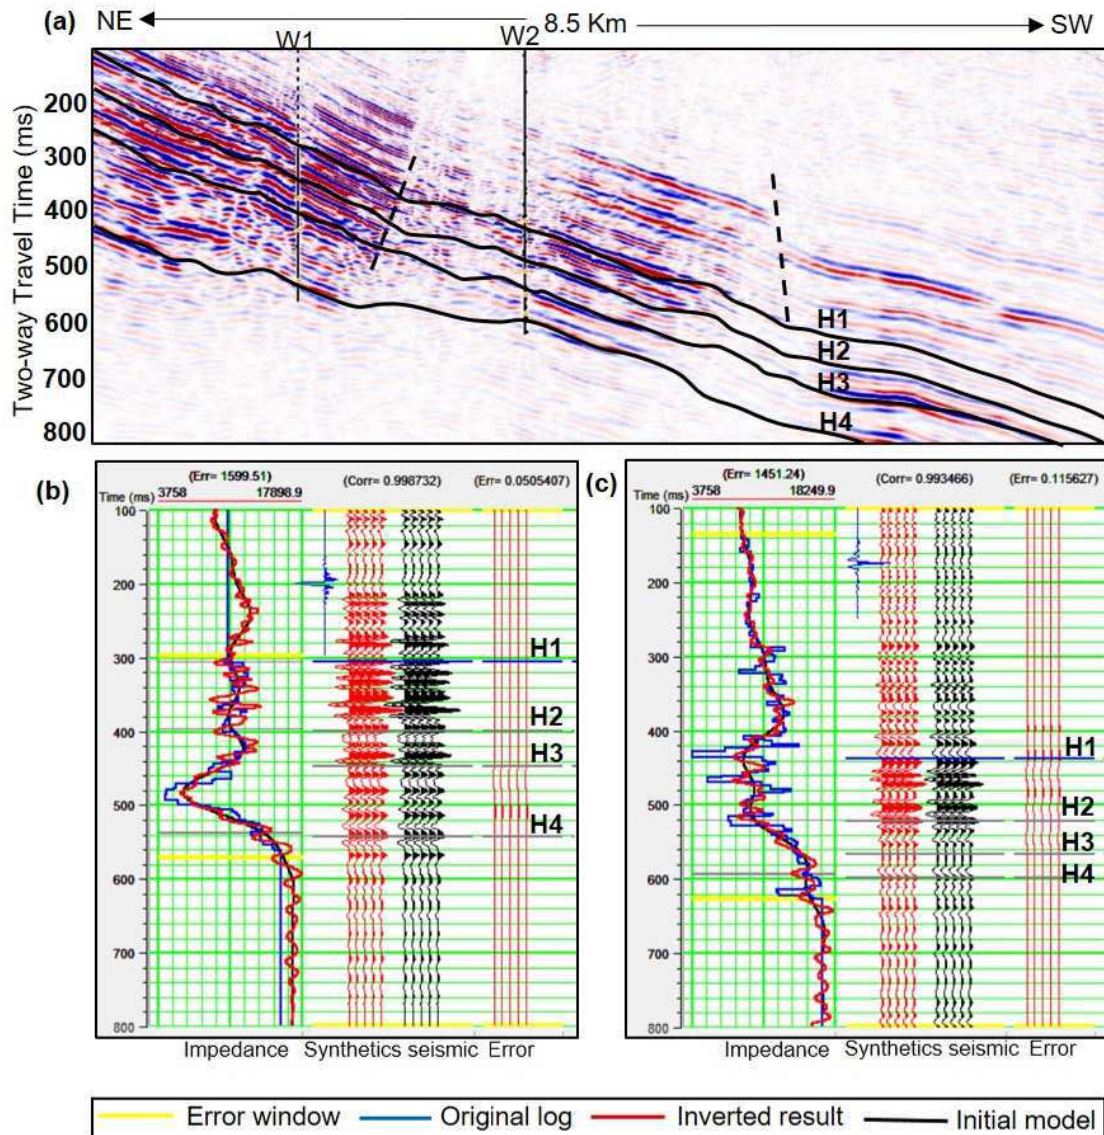 (a) NE 8.5 Km SW
W1 W2
Two-way Travel Time (ms)
200
300
400
500
600
700
800
H1
H2
H3
H4
(b)
(Err= 1599.51) (Corr= 0.998732) (Err= 0.0505407)
Time (ms) 3758 17898.9
100
200
300
400
500
600
700
800
H1
H2
H3
H4
Impedance Synthetics seismic Error
(c)
(Err= 1451.24) (Corr= 0.993466) (Err= 0.115627)
Time (ms) 3758 18249.9
100
200
300
400
500
600
700
800
H1
H2
H3
H4
Impedance Synthetics seismic Error
Error window Original log Inverted result Initial model